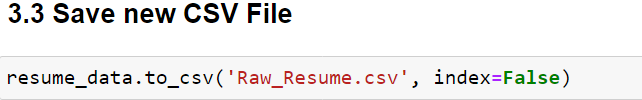 3.3 Save new CSV File
resume_data.to_csv('Raw_Resume.csv', index=False)